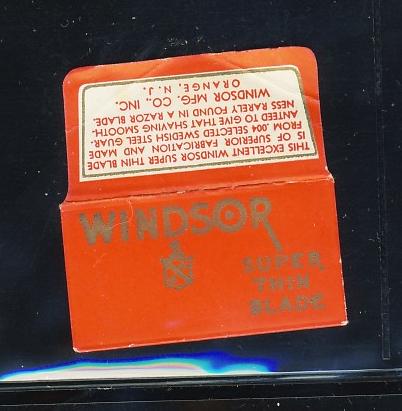 THIS EXCELLENT WINDSOR SUPER THIN BLADE
IS OF SUPERIOR FABRICATION AND MADE
FROM .004 SELECTED SWEDISH STEEL GUAR-
ANTEED TO GIVE THAT SHAVING SMOOTH-
NESS RARELY FOUND IN A RAZOR BLADE.
WINDSOR MFG. CO., INC.
ORANGE, N. J.
WINDSOR
SUPER
THIN
BLADE